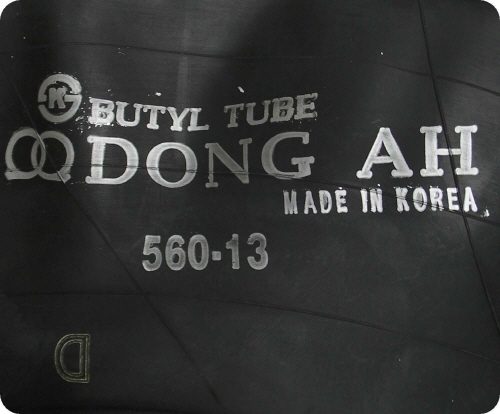 K
BUTYL TUBE
DONG AH
MADE IN KOREA
560-13
D